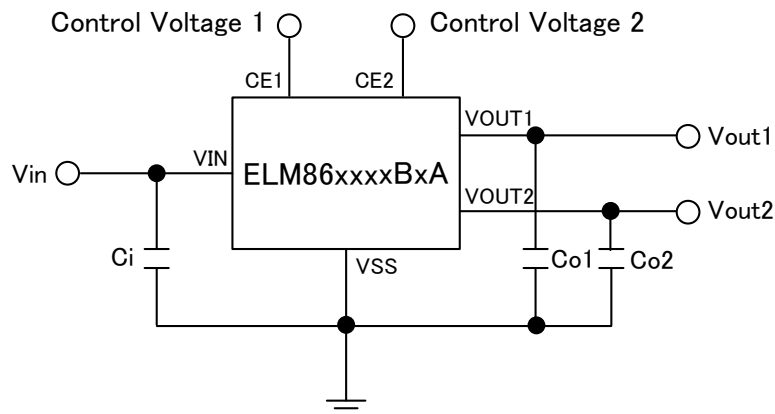 Control Voltage 1
Control Voltage 2
CE1
CE2
VOUT1
Vout1
Vin
VIN
ELM86xxxxBxA
VOUT2
Vout2
Ci
VSS
Co1
Co2